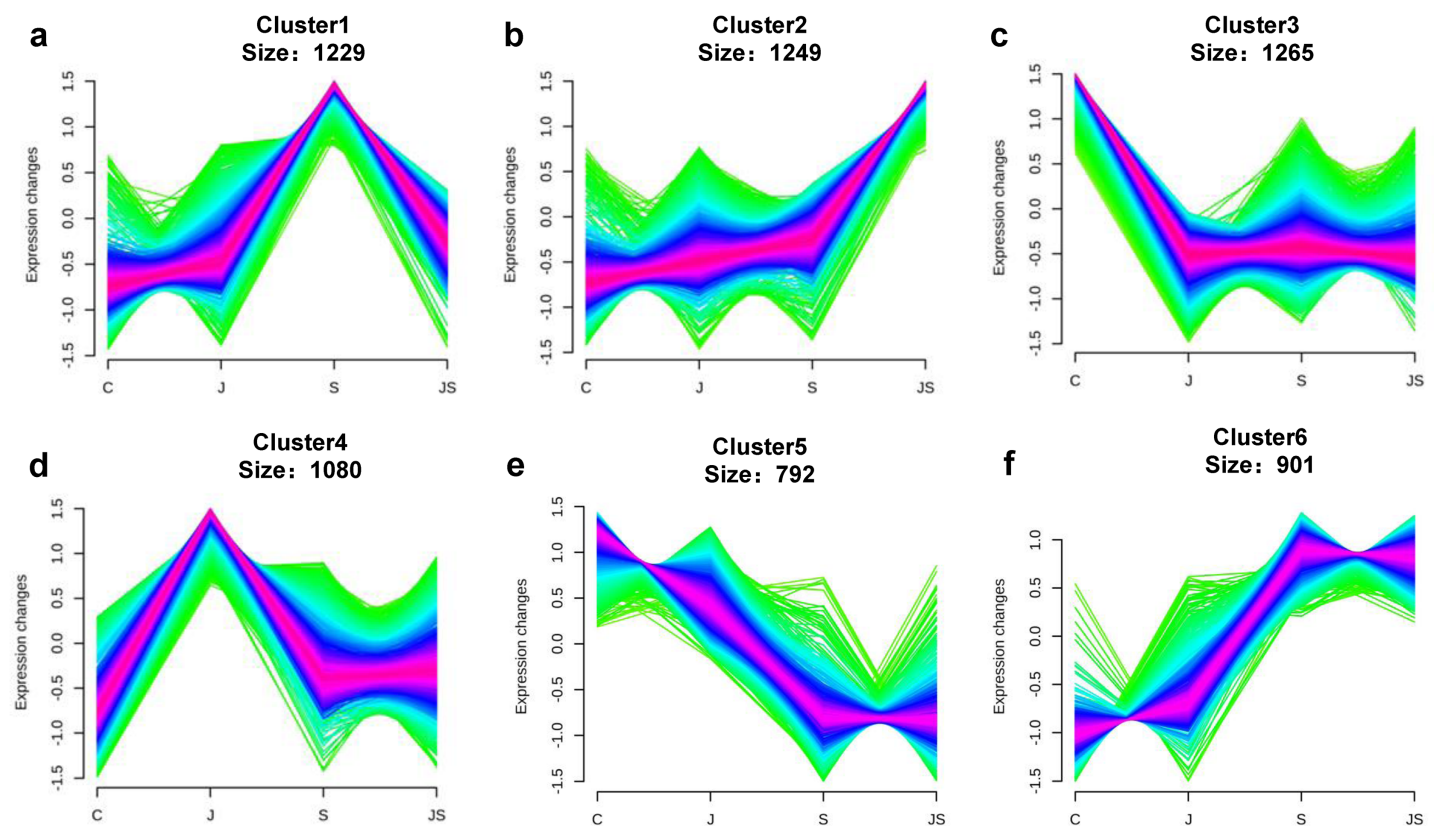 a
Cluster1
Size：1229
Expression changes
1.5
1.0
0.5
0.0
-0.5
-1.0
-1.5
C J S JS
b
Cluster2
Size：1249
Expression changes
1.5
1.0
0.5
0.0
-0.5
-1.0
-1.5
C J S JS
c
Cluster3
Size：1265
Expression changes
1.5
1.0
0.5
0.0
-0.5
-1.0
-1.5
C J S JS
d
Cluster4
Size：1080
Expression changes
1.5
1.0
0.5
0.0
-0.5
-1.0
-1.5
C J S JS
e
Cluster5
Size：792
Expression changes
1.5
1.0
0.5
0.0
-0.5
-1.0
-1.5
C J S JS
f
Cluster6
Size：901
Expression changes
1.0
0.5
0.0
-0.5
-1.0
-1.5
C J S JS